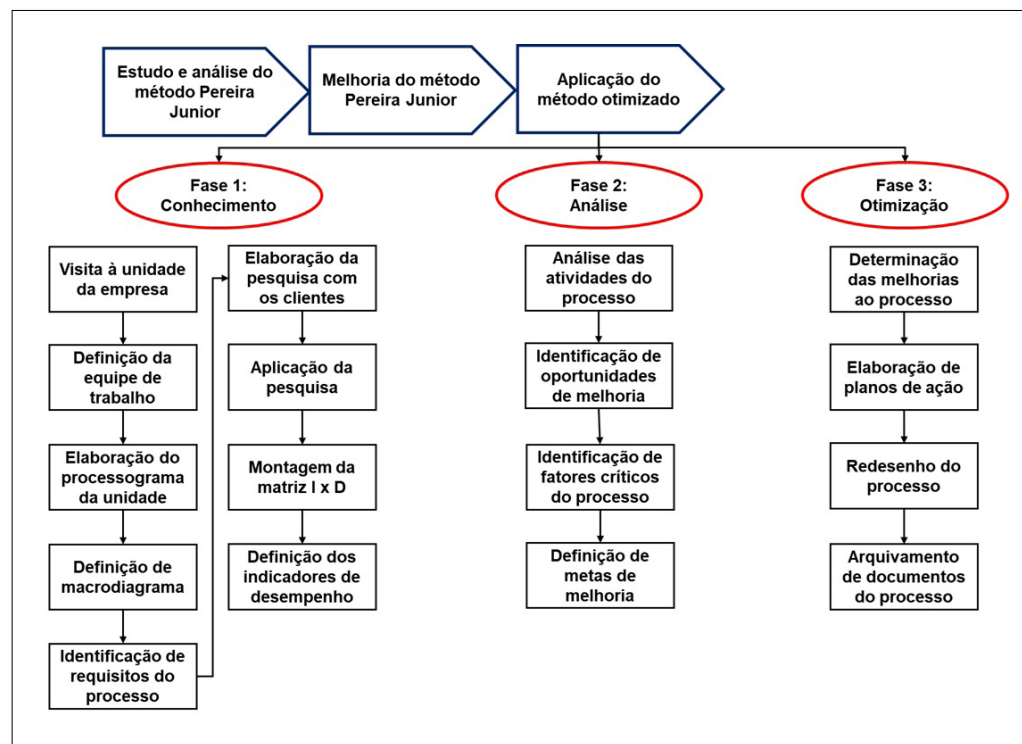 Estudo e análise do
método Pereira
Junior
Melhoria do método
Pereira Junior
Aplicação do
método otimizado
Fase 1:
Conhecimento
Visita à unidade
da empresa
Definição da
equipe de
trabalho
Elaboração do
processograma
da unidade
Definição de
macrodiagrama
Identificação de
requisitos do
processo
Elaboração da
pesquisa com
os clientes
Aplicação da
pesquisa
Montagem da
matriz I x D
Definição dos
indicadores de
desempenho
Fase 2:
Análise
Análise das
atividades do
processo
Identificação de
oportunidades
de melhoria
Identificação de
fatores críticos
do processo
Definição de
metas de
melhoria
Fase 3:
Otimização
Determinação
das melhorias
ao processo
Elaboração de
planos de ação
Redesenho do
processo
Arquivamento
de documentos
do processo